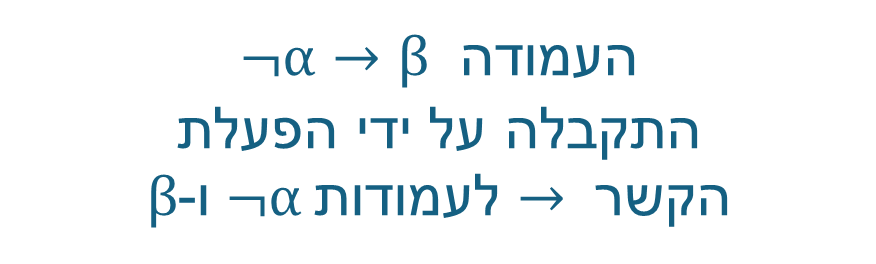 העמודה ¬α → β
התקבלה על ידי הפעלת
הקשר → לעמודות ¬α ו-β